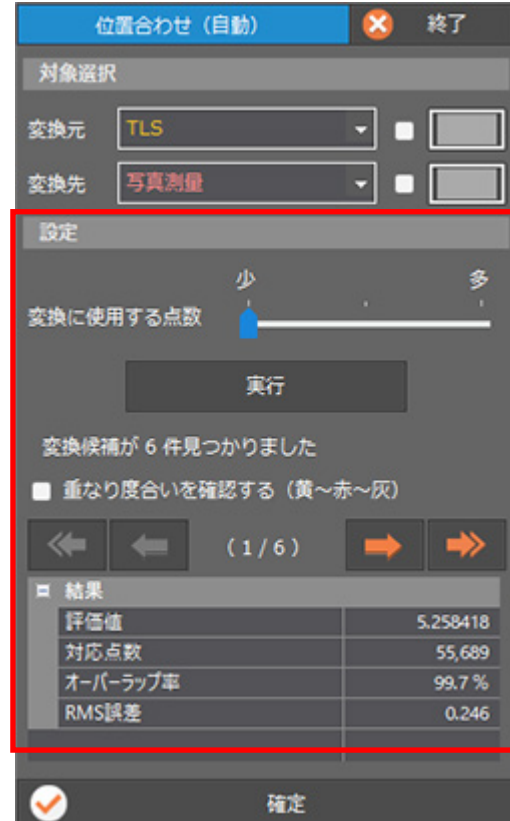 位置合わせ（自動） 終了
対象選択
変換元 TLS
変換先 写真測量
設定
少 多
変換に使用する点数
実行
変換候補が 6 件見つかりました
重なり度合いを確認する（黄～赤～灰）
（1 / 6）
結果
評価値 5.258418
対応点数 55,689
オーバーラップ率 99.7 %
RMS誤差 0.246
確定